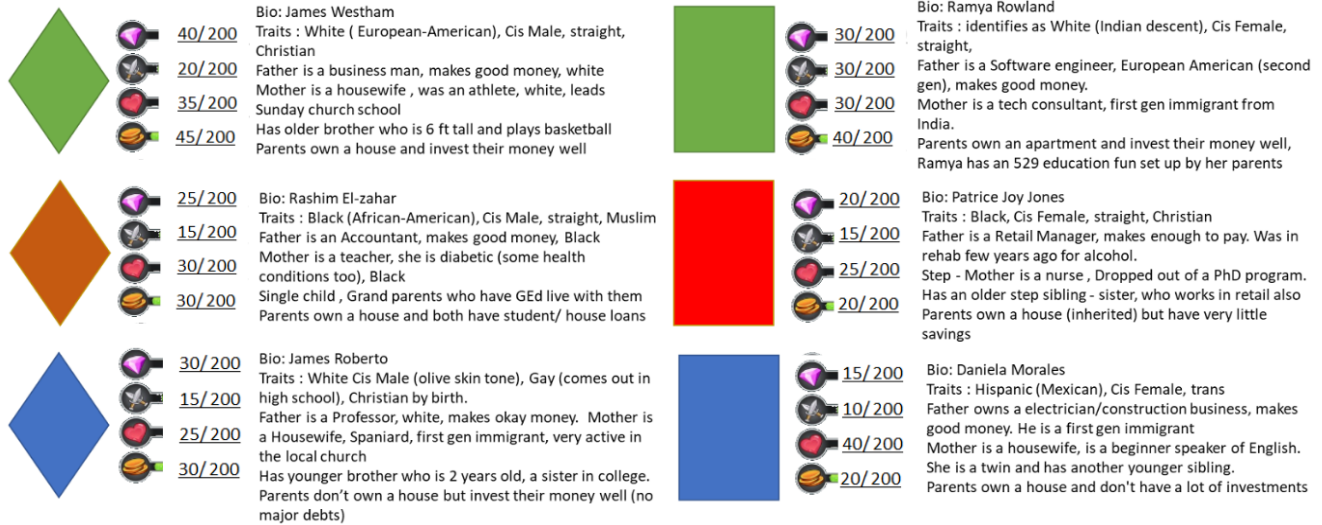 40/200
20/200
35/200
45/200
Bio: James Westham
Traits : White ( European-American), Cis Male, straight,
Christian
Father is a business man, makes good money, white
Mother is a housewife , was an athlete, white, leads
Sunday church school
Has older brother who is 6 ft tall and plays basketball
Parents own a house and invest their money well
30/200
30/200
30/200
40/200
Bio: Ramya Rowland
Traits : identifies as White (Indian descent), Cis Female,
straight,
Father is a Software engineer, European American (second
gen), makes good money.
Mother is a tech consultant, first gen immigrant from
India.
Parents own an apartment and invest their money well,
Ramya has an 529 education fun set up by her parents
25/200
15/200
30/200
30/200
Bio: Rashim El-zahar
Traits : Black (African-American), Cis Male, straight, Muslim
Father is an Accountant, makes good money, Black
Mother is a teacher, she is diabetic (some health
conditions too), Black
Single child , Grand parents who have GEd live with them
Parents own a house and both have student/ house loans
20/200
15/200
25/200
20/200
Bio: Patrice Joy Jones
Traits : Black, Cis Female, straight, Christian
Father is a Retail Manager, makes enough to pay. Was in
rehab few years ago for alcohol.
Step - Mother is a nurse , Dropped out of a PhD program.
Has an older step sibling - sister, who works in retail also
Parents own a house (inherited) but have very little
savings
30/200
15/200
25/200
30/200
Bio: James Roberto
Traits : White Cis Male (olive skin tone), Gay (comes out in
high school), Christian by birth.
Father is a Professor, white, makes okay money.  Mother is
a Housewife, Spaniard, first gen immigrant, very active in
the local church
Has younger brother who is 2 years old, a sister in college.
Parents don't own a house but invest their money well (no
major debts)
15/200
10/200
40/200
20/200
Bio: Daniela Morales
Traits : Hispanic (Mexican), Cis Female, trans
Father owns a electrician/construction business, makes
good money. He is a first gen immigrant
Mother is housewife, is a beginner speaker of English.
She is a twin and has another younger sibling.
Parents own a house and don't have a lot of investments